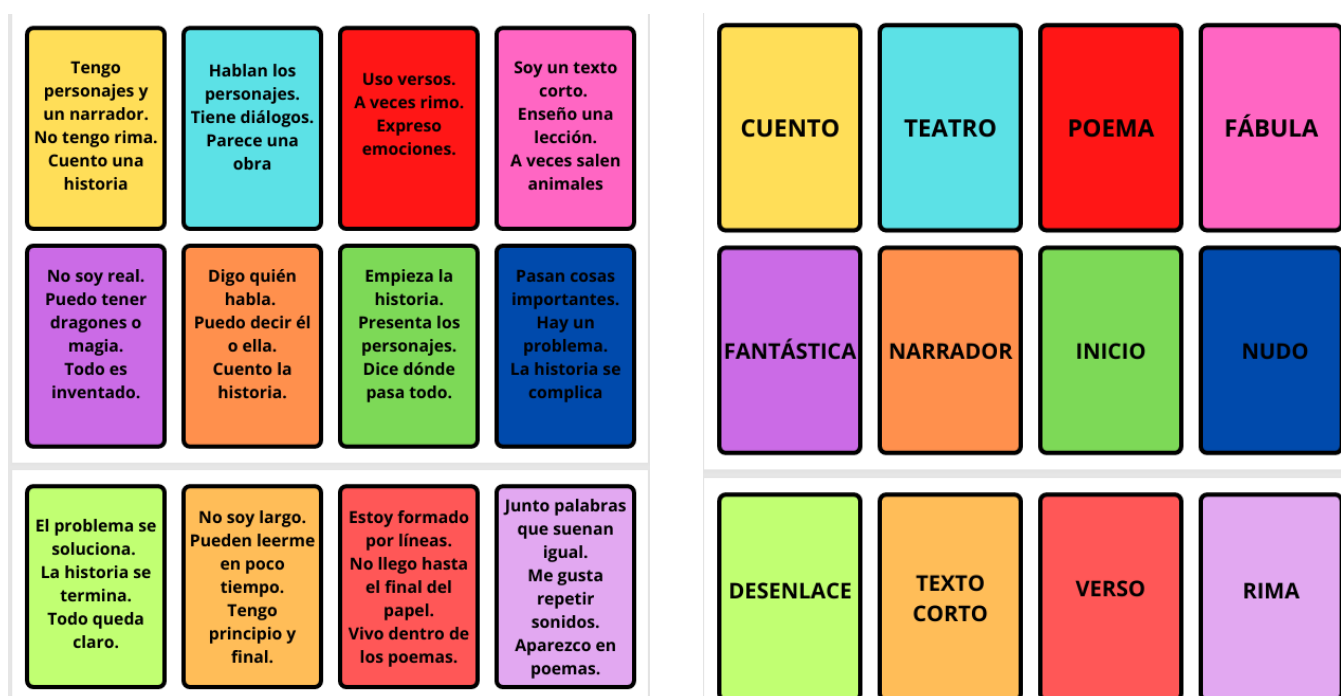 Tengo
personajes y
un narrador.
No tengo rima.
Cuento una
historia
Hablan los
personajes.
Tiene diálogos.
Parece una
obra
Uso versos.
A veces rimo.
Expreso
emociones.
Soy un texto
corto.
Enseño una
lección.
A veces salen
animales
No soy real.
Puedo tener
dragones o
magia.
Todo es
inventado.
Digo quién
habla.
Puedo decir él
o ella.
Cuento la
historia.
Empieza la
historia.
Presenta los
personajes.
Dice dónde
pasa todo.
Pasan cosas
importantes.
Hay un
problema.
La historia se
complica
El problema se
soluciona.
La historia se
termina.
Todo queda
claro.
No soy largo.
Pueden leerme
en poco
tiempo.
Tengo
principio y
final.
Estoy formado
por líneas.
No llego hasta
el final del
papel.
Vivo dentro de
los poemas.
Junto palabras
que suenan
igual.
Me gusta
repetir
sonidos.
Aparezco en
poemas.
CUENTO
TEATRO
POEMA
FÁBULA
FANTÁSTICA
NARRADOR
INICIO
NUDO
DESENLACE
TEXTO
CORTO
VERSO
RIMA